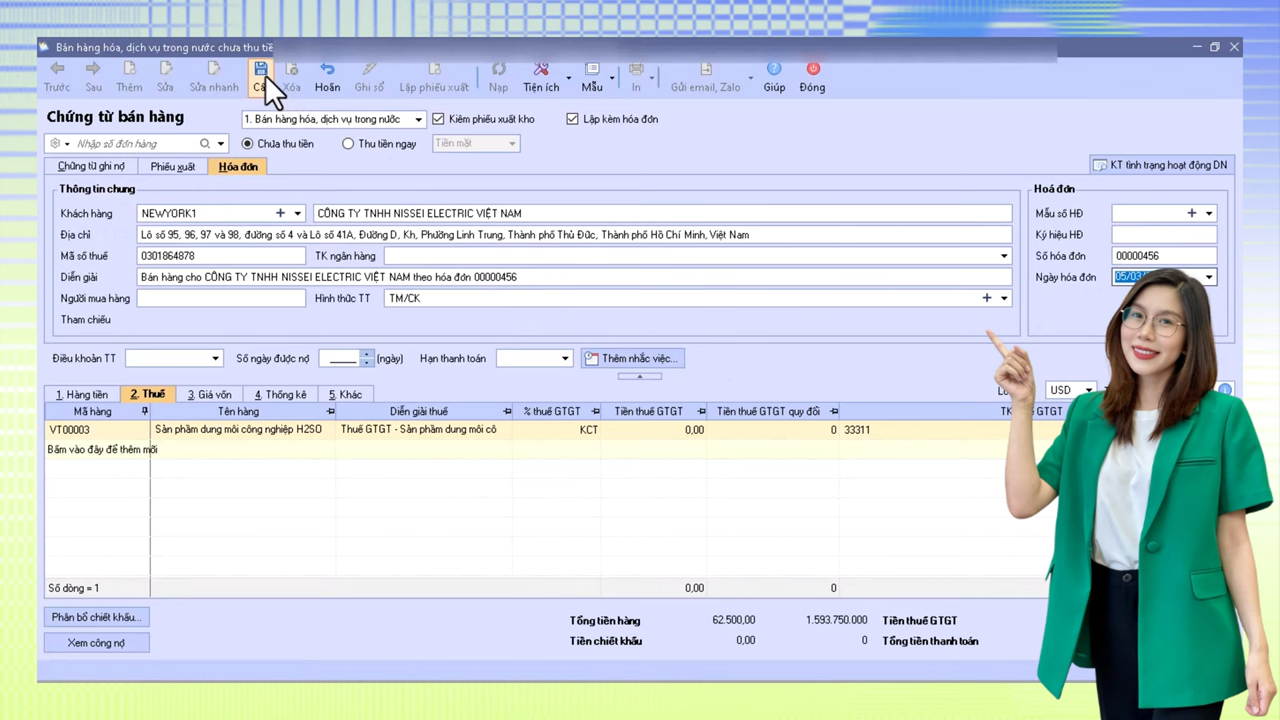 Bán hàng hóa, dịch vụ trong nước chưa thu tiề
Trước Sau Thêm Sửa Sửa nhanh Xóa Hoãn Ghi sổ Lập phiếu xuất Nạp Tiện ích Mẫu In Gửi email, Zalo Giúp Đóng
Chứng từ bán hàng
1. Bán hàng hóa, dịch vụ trong nước
Kiêm phiếu xuất kho
Lập kèm hóa đơn
Nhập số đơn hàng
Chưa thu tiền
Thu tiền ngay
Tiền mặt
Chứng từ ghi nợ Phiếu xuất Hóa đơn
KT tình trạng hoạt động DN
Thông tin chung
Khách hàng NEWYORK1 CÔNG TY TNHH NISSEI ELECTRIC VIỆT NAM
Địa chỉ Lô số 95, 96, 97 và 98, đường số 4 và Lô số 41A, Đường D, Kh, Phường Linh Trung, Thành phố Thủ Đức, Thành phố Hồ Chí Minh, Việt Nam
Mã số thuế 0301864878 TK ngân hàng
Diễn giải Bán hàng cho CÔNG TY TNHH NISSEI ELECTRIC VIỆT NAM theo hóa đơn 00000456
Người mua hàng Hình thức TT TM/CK
Tham chiếu
Hoá đơn
Mẫu số HĐ
Ký hiệu HĐ
Số hóa đơn 00000456
Ngày hóa đơn 05/03/
Điều khoản TT Số ngày được nợ (ngày) Hạn thanh toán Thêm nhắc việc...
1. Hàng tiền 2. Thuế 3. Giá vốn 4. Thống kê 5. Khác
USD
Mã hàng Tên hàng Diễn giải thuế % thuế GTGT Tiền thuế GTGT Tiền thuế GTGT quy đổi TK GTGT
VT00003 Sản phẩm dung môi công nghiệp H2SO Thuế GTGT - Sản phẩm dung môi cô KCT 0,00 0 33311
Bấm vào đây để thêm mới
Số dòng = 1 0,00 0
Phân bổ chiết khấu...
Xem công nợ
Tổng tiền hàng 62.500,00 1.593.750.000 Tiền thuế GTGT
Tiền chiết khấu 0,00 0 Tổng tiền thanh toán